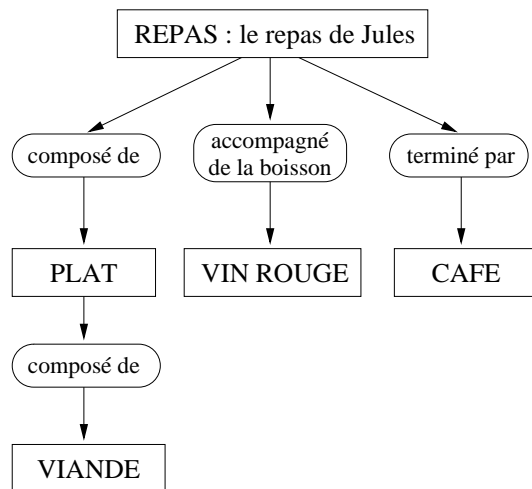 REPAS : le repas de Jules
composé de
accompagné
de la boisson
terminé par
PLAT
VIN ROUGE
CAFE
composé de
VIANDE